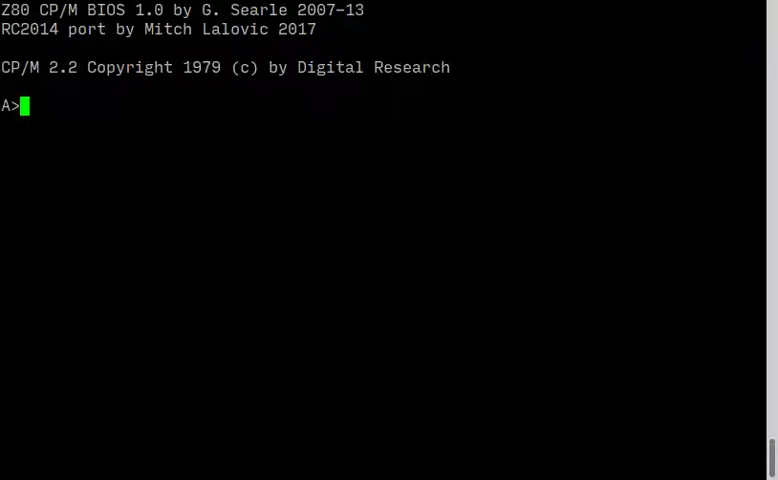 Z80 CP/M BIOS 1.0 by G. Searle 2007-13
RC2014 port by Mitch Lalovic 2017
CP/M 2.2 Copyright 1979 (c) by Digital Research
A>